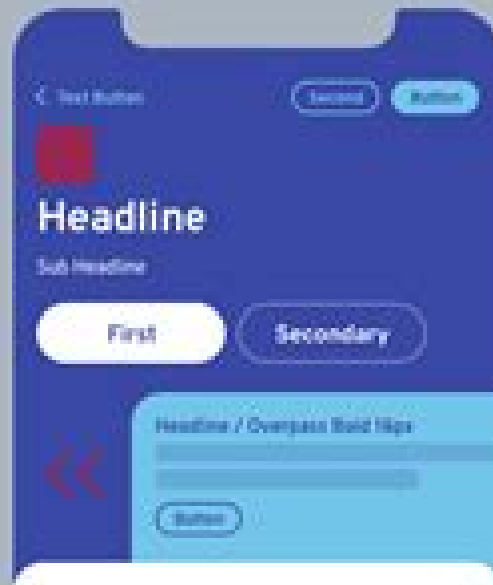 Text Button
Second
Button
Headline
Sub Headline
First
Secondary
Headline / Overpass Bold 16px
Button